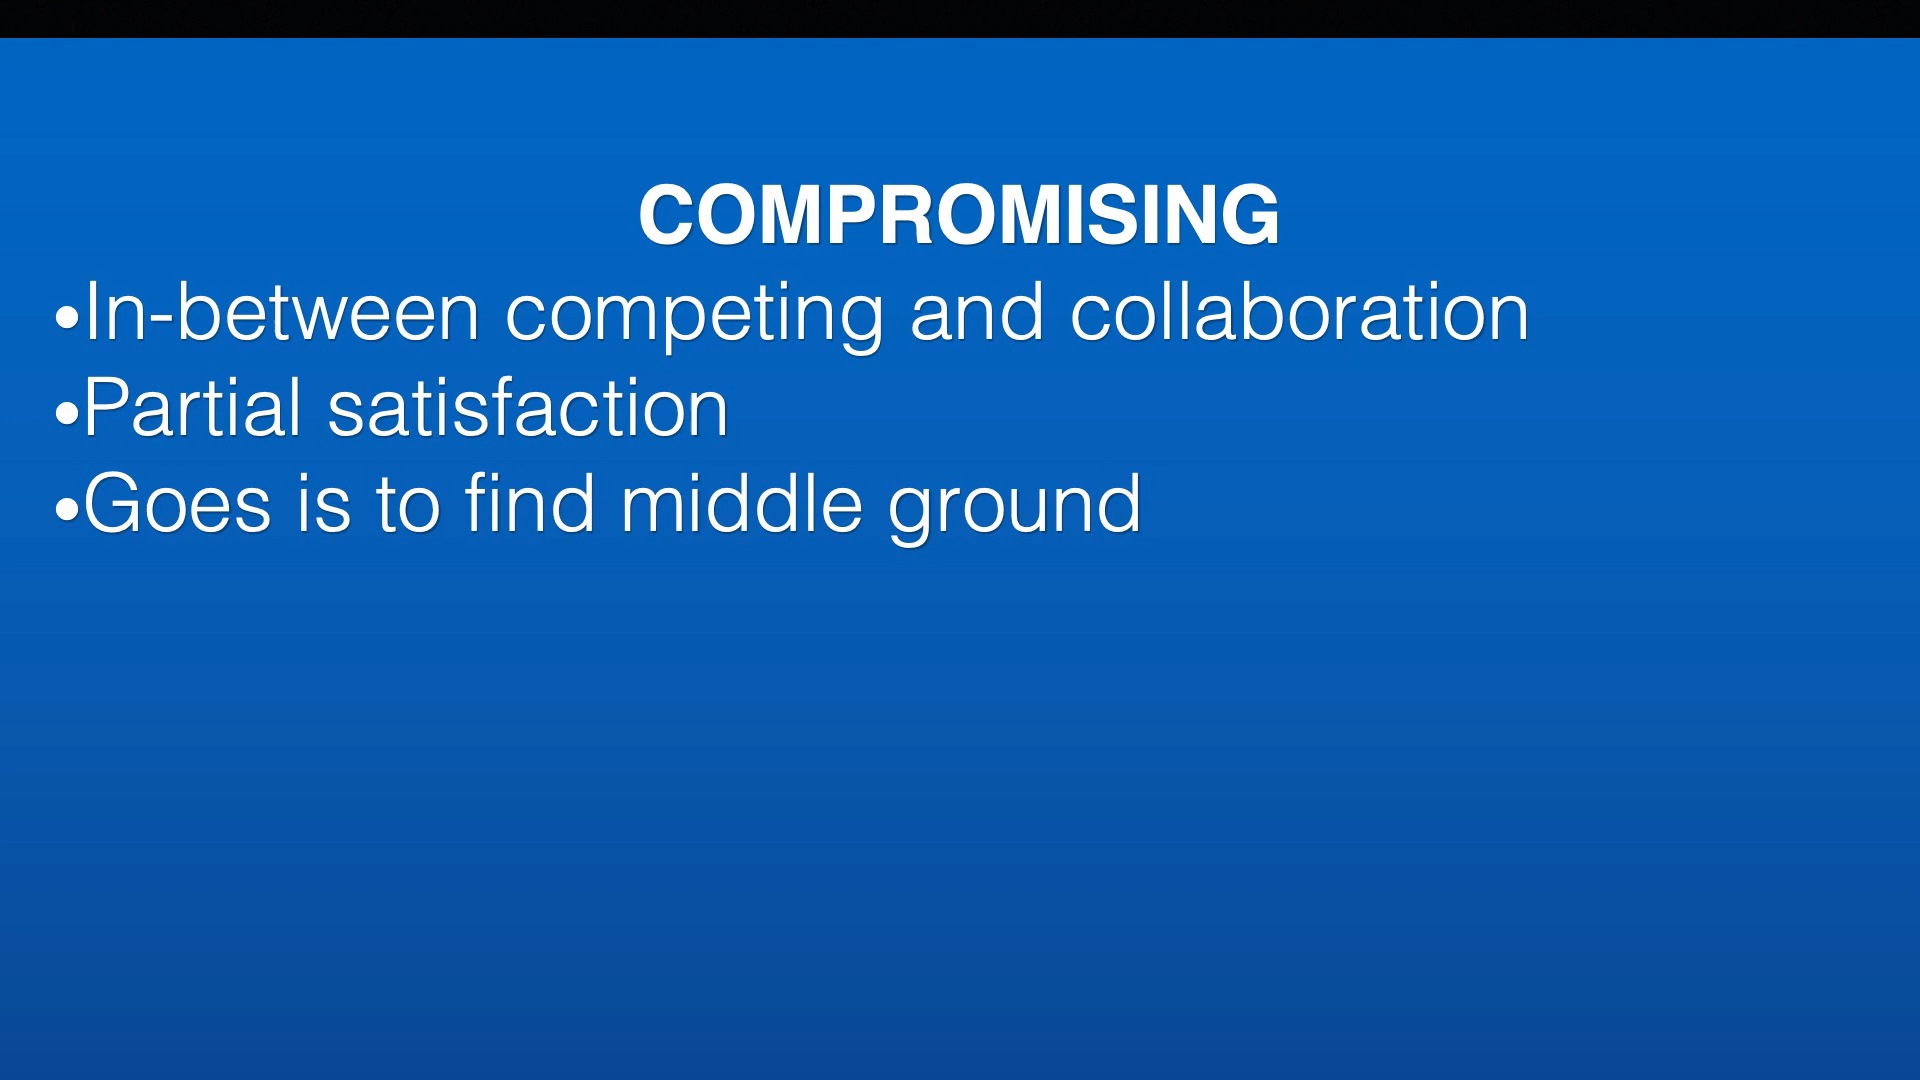 COMPROMISING
•In-between competing and collaboration
•Partial satisfaction
•Goes is to find middle ground